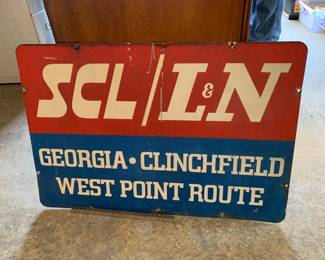 SCL/L&N
GEORGIA • CLINCHFIELD
WEST POINT ROUTE